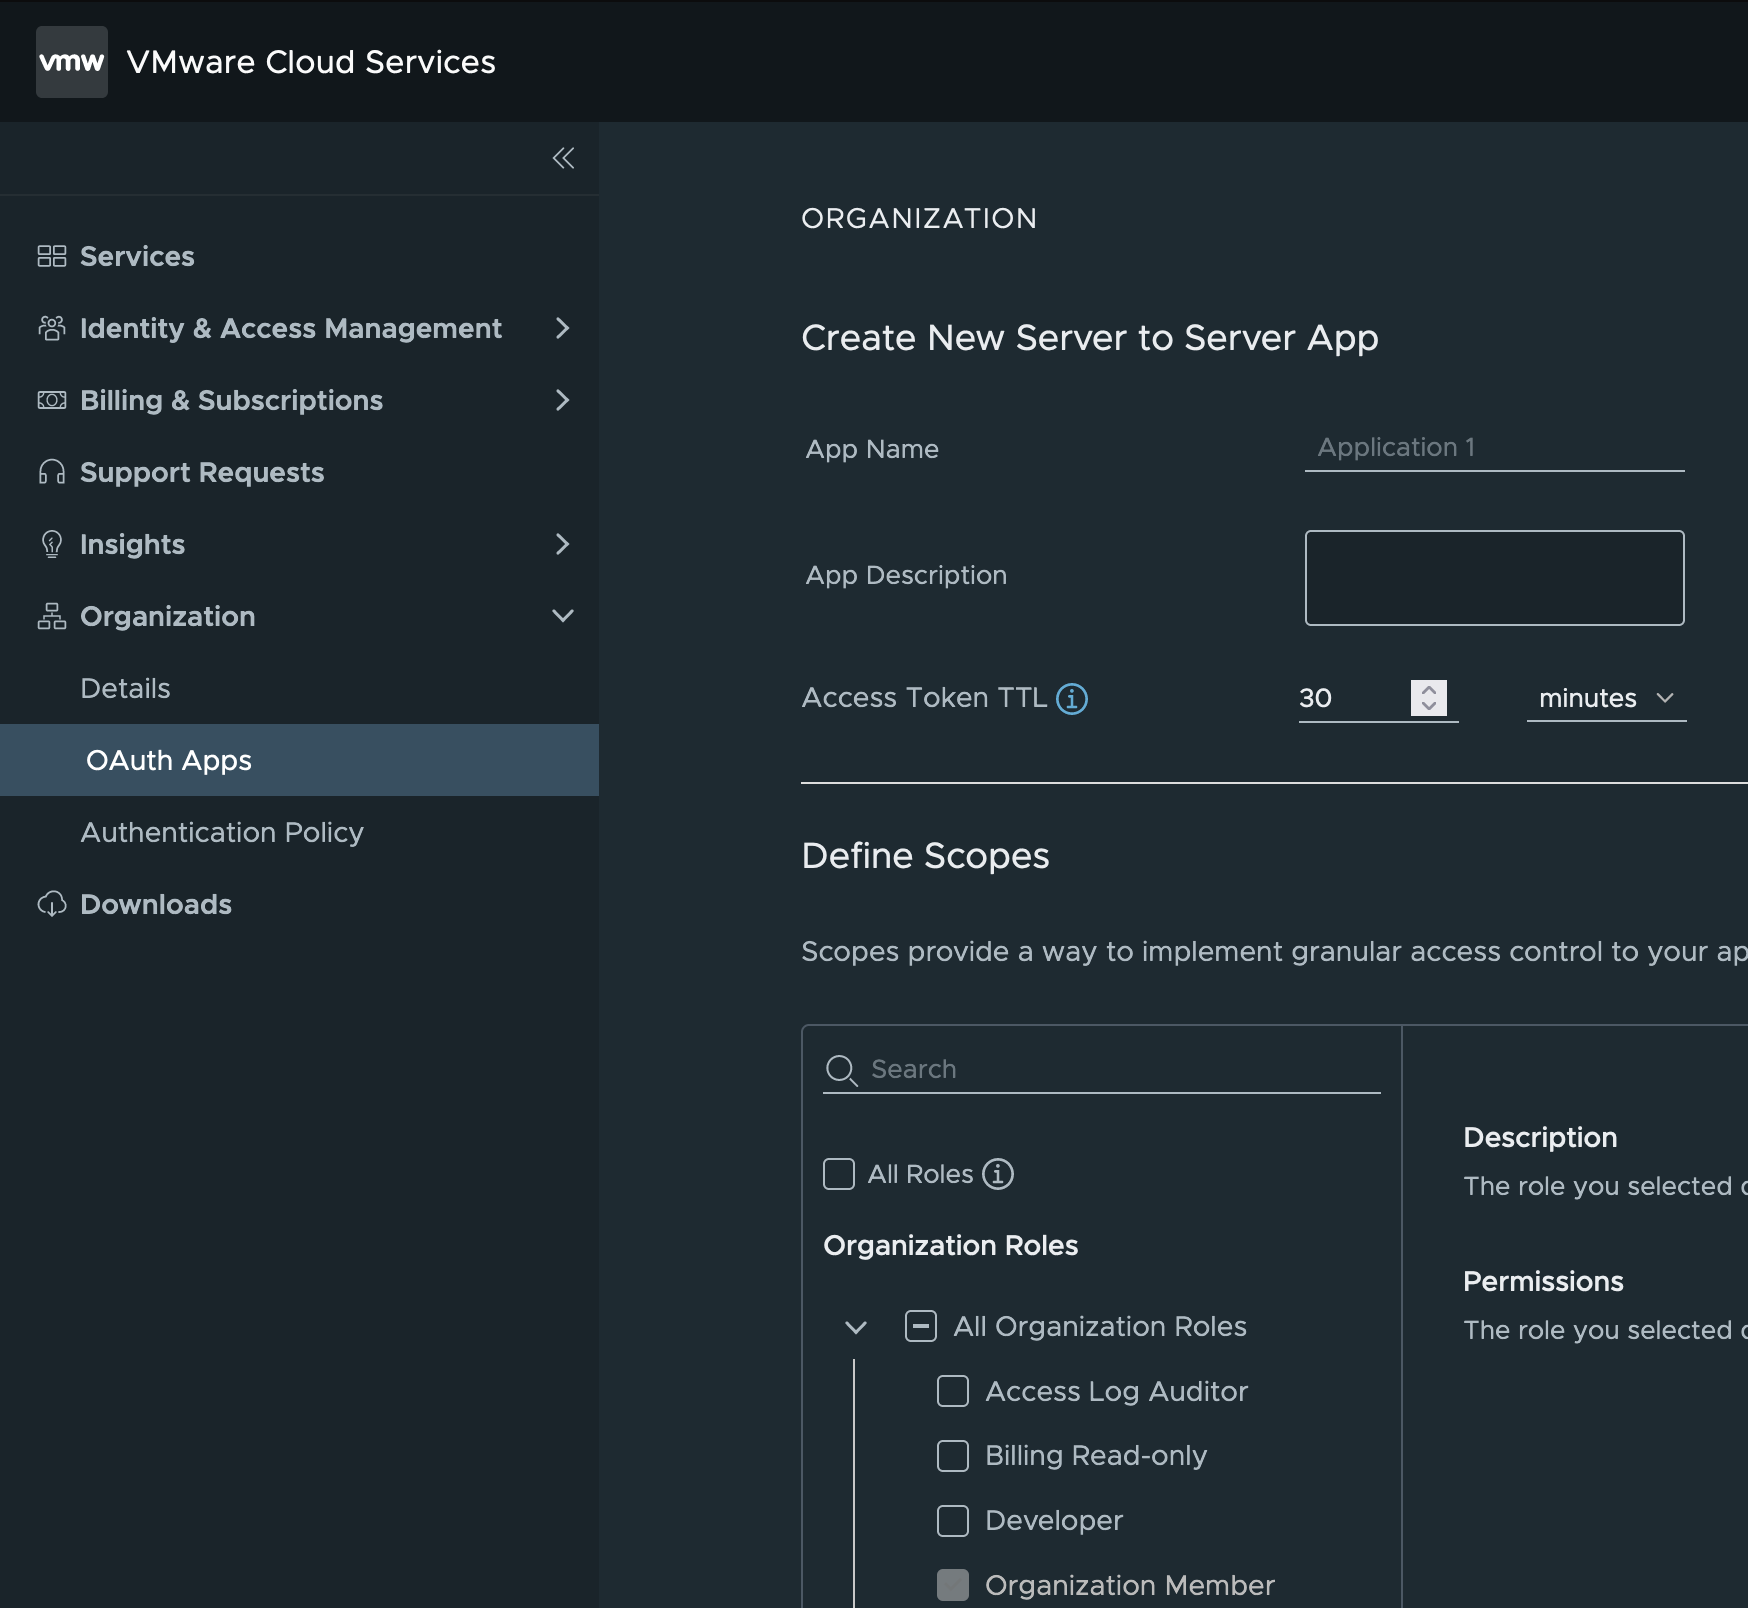 vmw VMware Cloud Services
Services
Identity & Access Management
Billing & Subscriptions
Support Requests
Insights
Organization
Details
OAuth Apps
Authentication Policy
Downloads
ORGANIZATION
Create New Server to Server App
App Name Application 1
App Description
Access Token TTL 30 minutes
Define Scopes
Scopes provide a way to implement granular access control to your ap
Search
All Roles
Organization Roles
All Organization Roles
Access Log Auditor
Billing Read-only
Developer
Organization Member
Description
The role you selected
Permissions
The role you selected